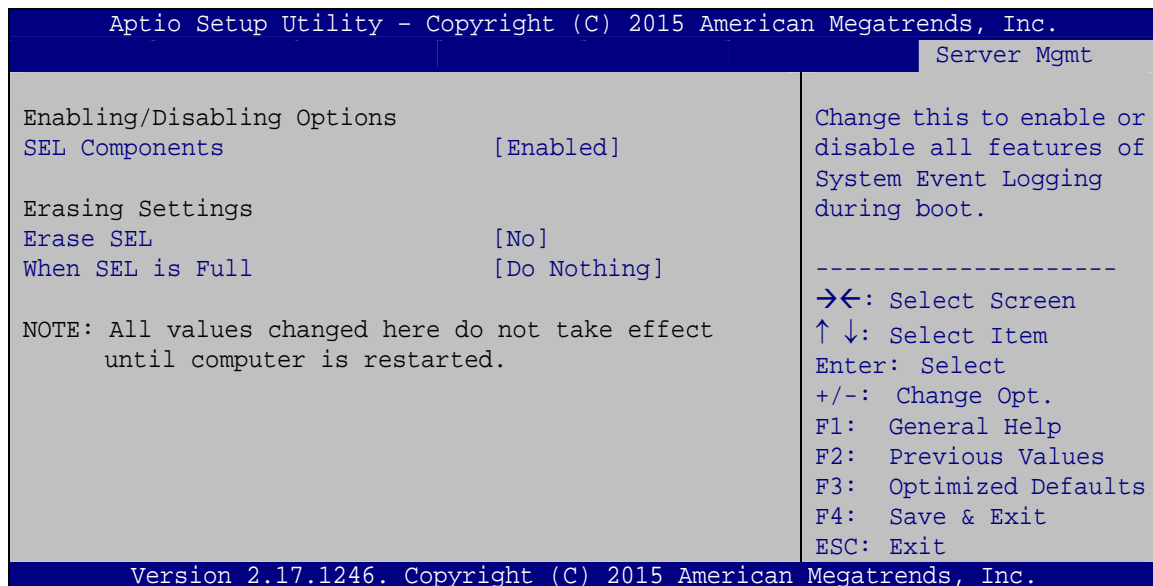 Aptio Setup Utility – Copyright (C) 2015 American Megatrends, Inc.
Server Mgmt
Enabling/Disabling Options
SEL Components [Enabled]
Erasing Settings
Erase SEL [No]
When SEL is Full [Do Nothing]
NOTE: All values changed here do not take effect
until computer is restarted.
Change this to enable or
disable all features of
System Event Logging
during boot.
---------------------
→←: Select Screen
↑ ↓: Select Item
Enter: Select
+/-: Change Opt.
F1: General Help
F2: Previous Values
F3: Optimized Defaults
F4: Save & Exit
ESC: Exit
Version 2.17.1246. Copyright (C) 2015 American Megatrends, Inc.